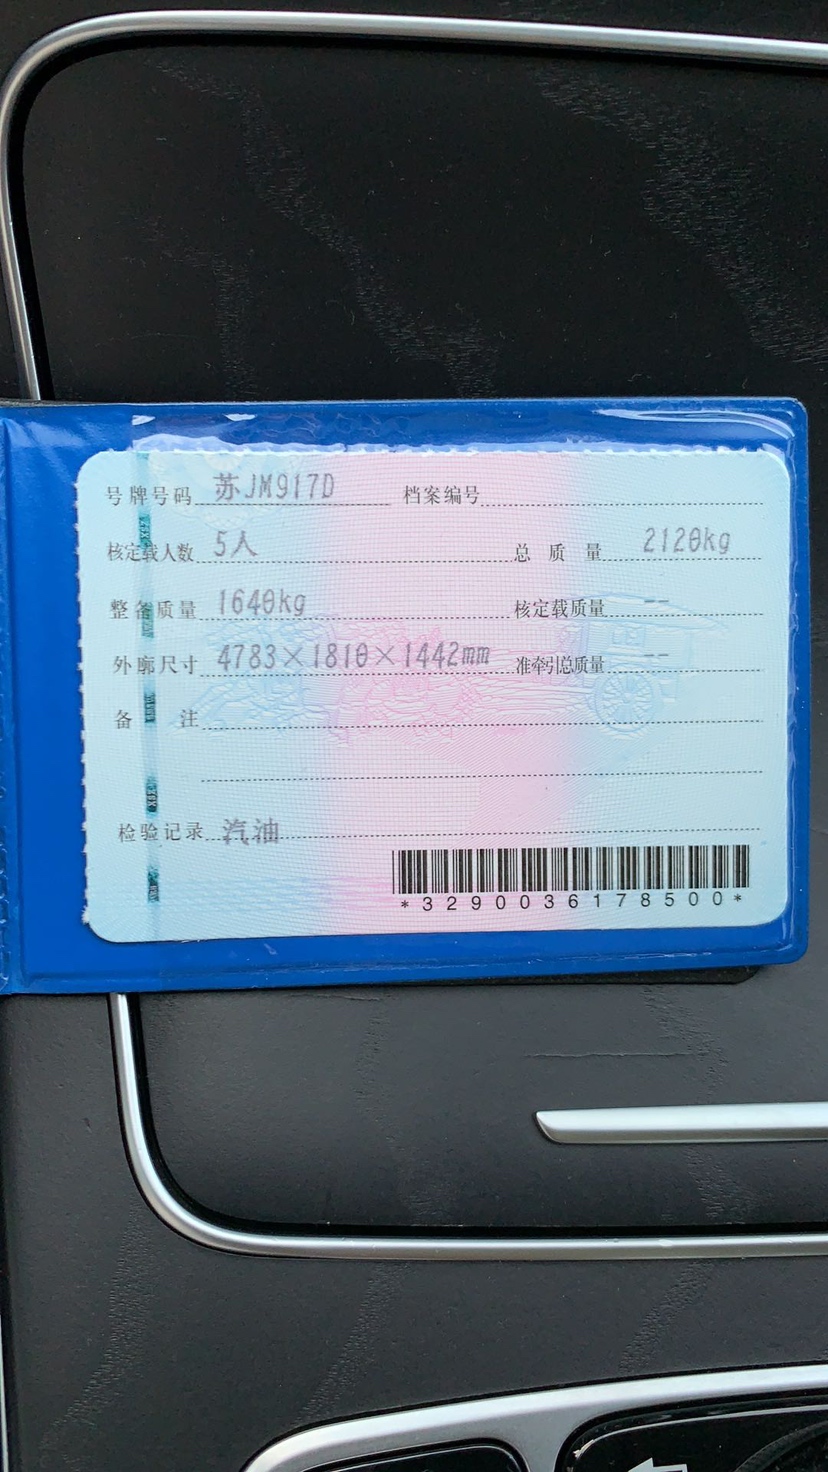 号牌号码 苏JM917D 档案编号
核定载人数 5人 总质量 2120kg
整备质量 1640kg 核定载质量 --
外廓尺寸 4783×1810×1442mm 准牵引总质量 --
备注
检验记录 汽油
*3290036178500*